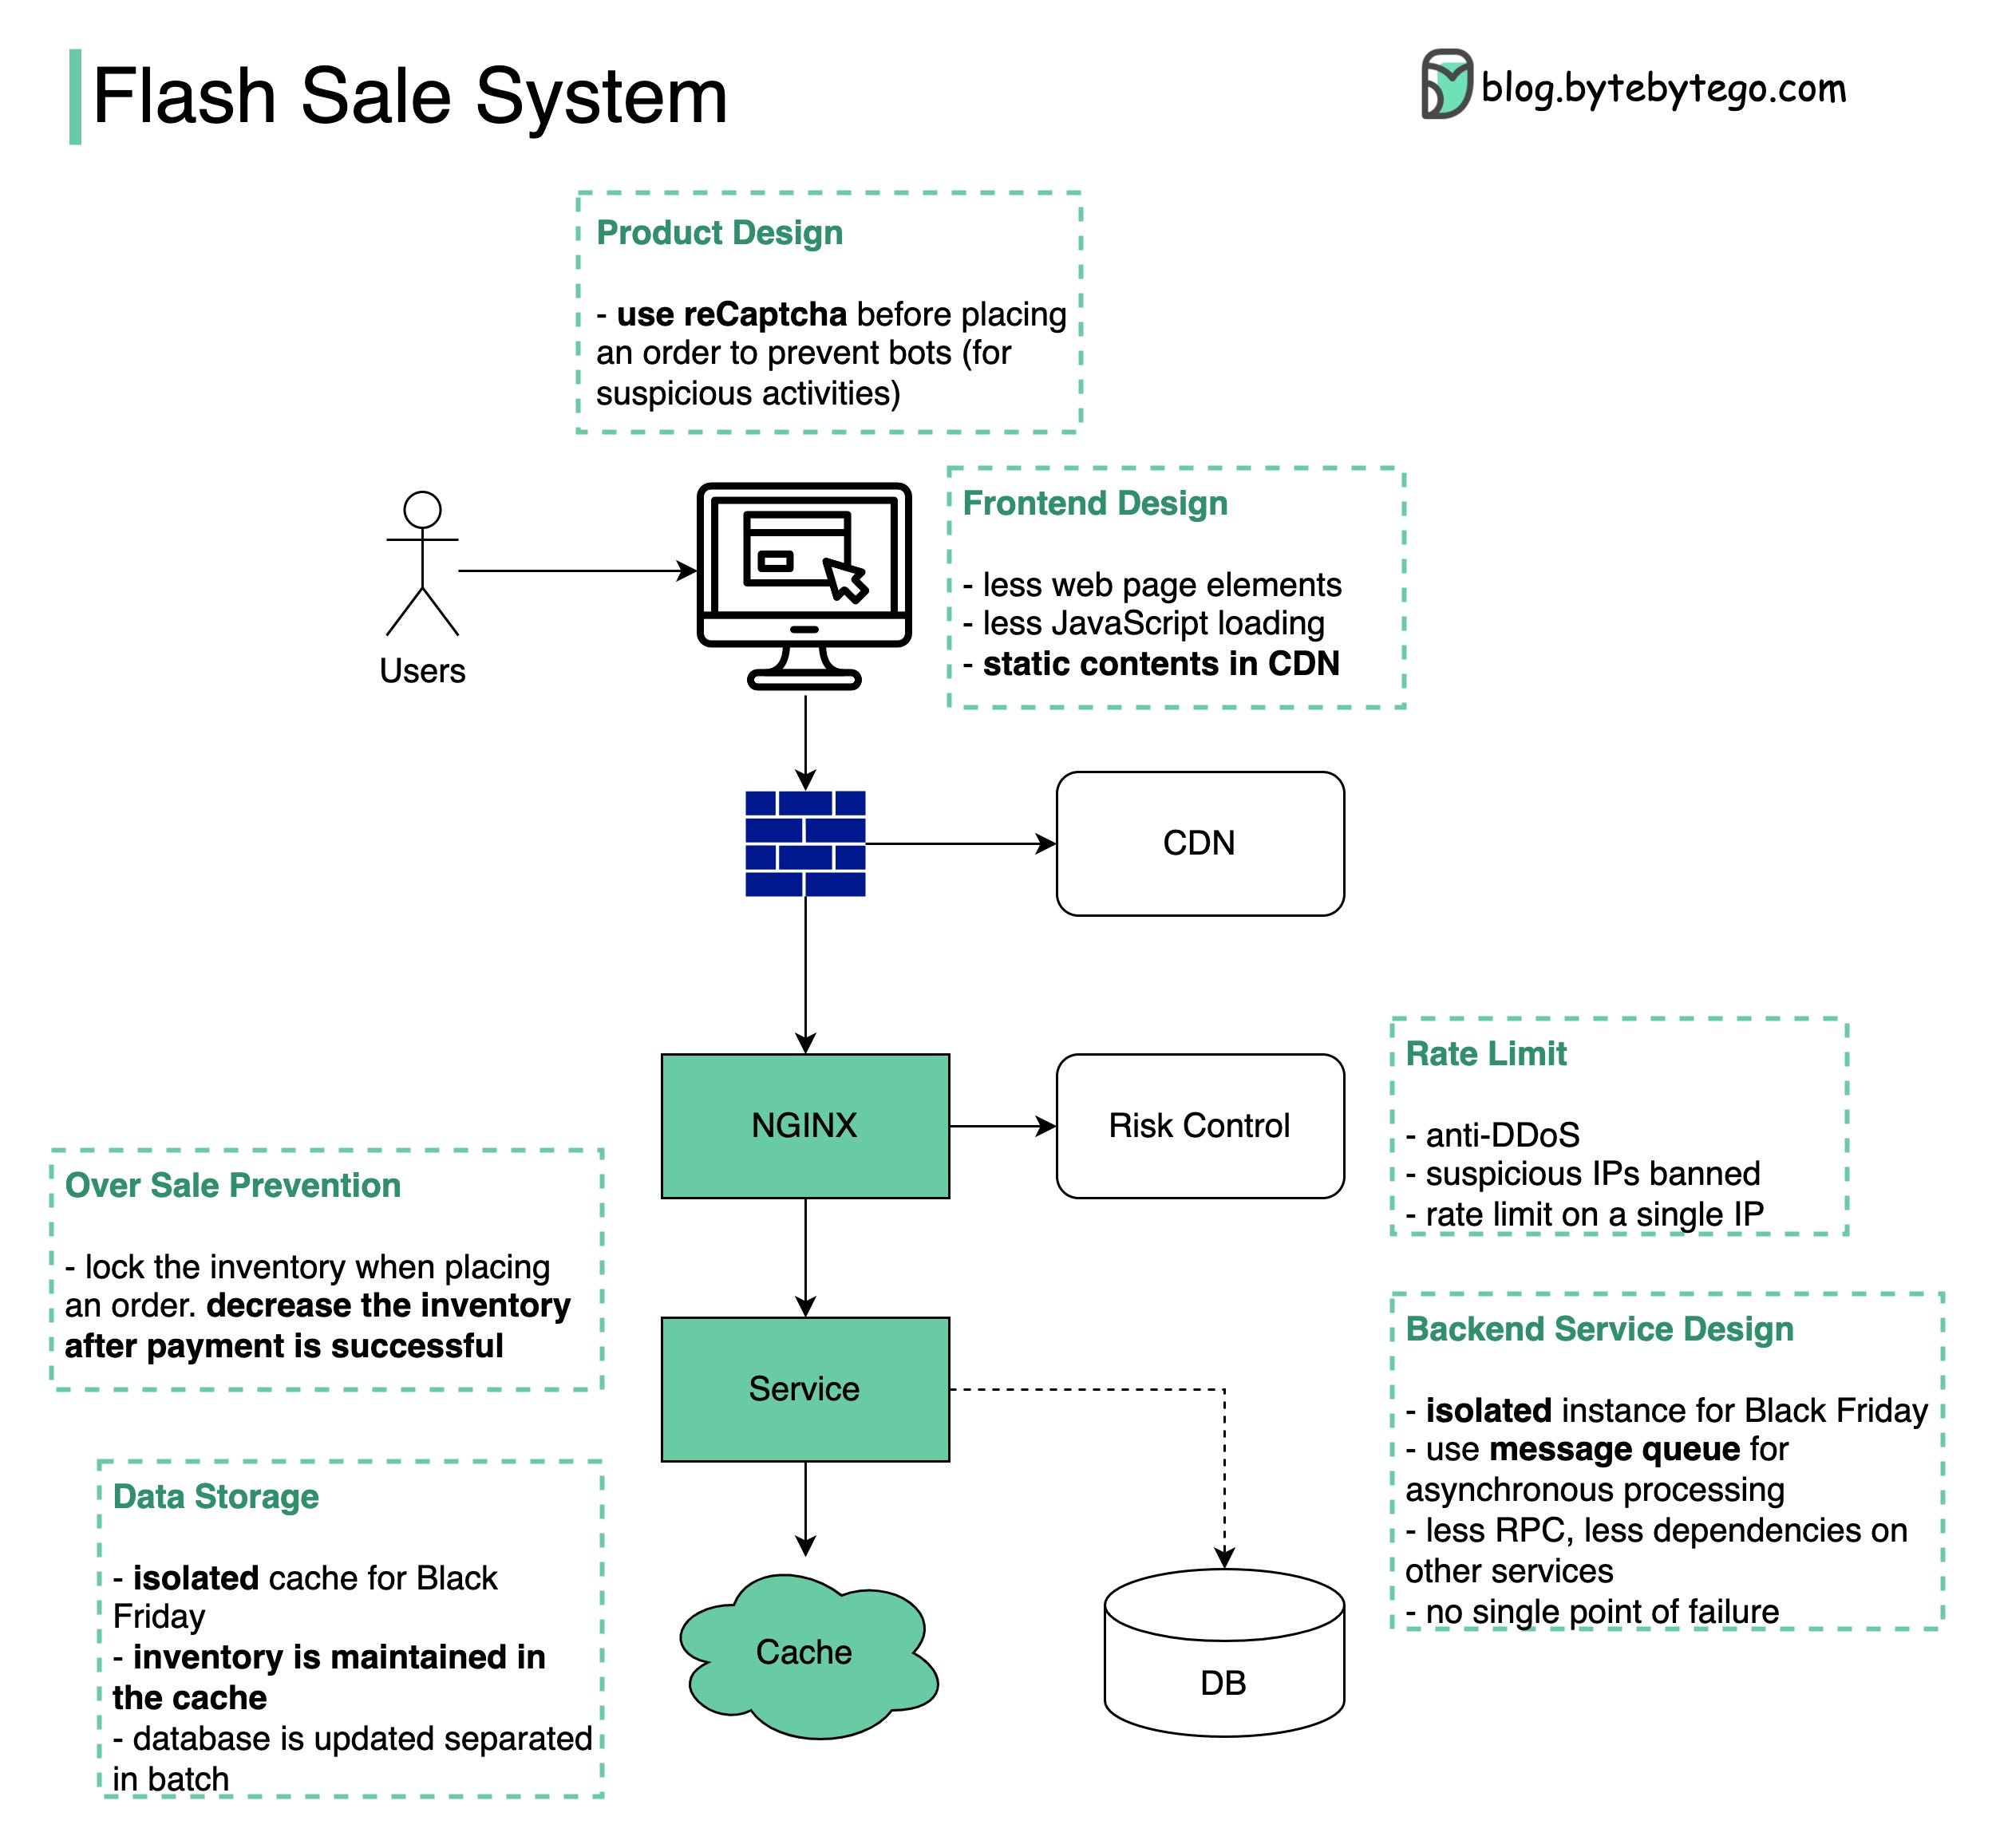 Flash Sale System
blog.bytebytego.com
Product Design
- use reCaptcha before placing
an order to prevent bots (for
suspicious activities)
Frontend Design
- less web page elements
- less JavaScript loading
- static contents in CDN
Users
CDN
NGINX
Risk Control
Rate Limit
- anti-DDoS
- suspicious IPs banned
- rate limit on a single IP
Over Sale Prevention
- lock the inventory when placing
an order. decrease the inventory
after payment is successful
Service
Backend Service Design
- isolated instance for Black Friday
- use message queue for
asynchronous processing
- less RPC, less dependencies on
other services
- no single point of failure
Data Storage
- isolated cache for Black
Friday
- inventory is maintained in
the cache
- database is updated separated
in batch
Cache
DB